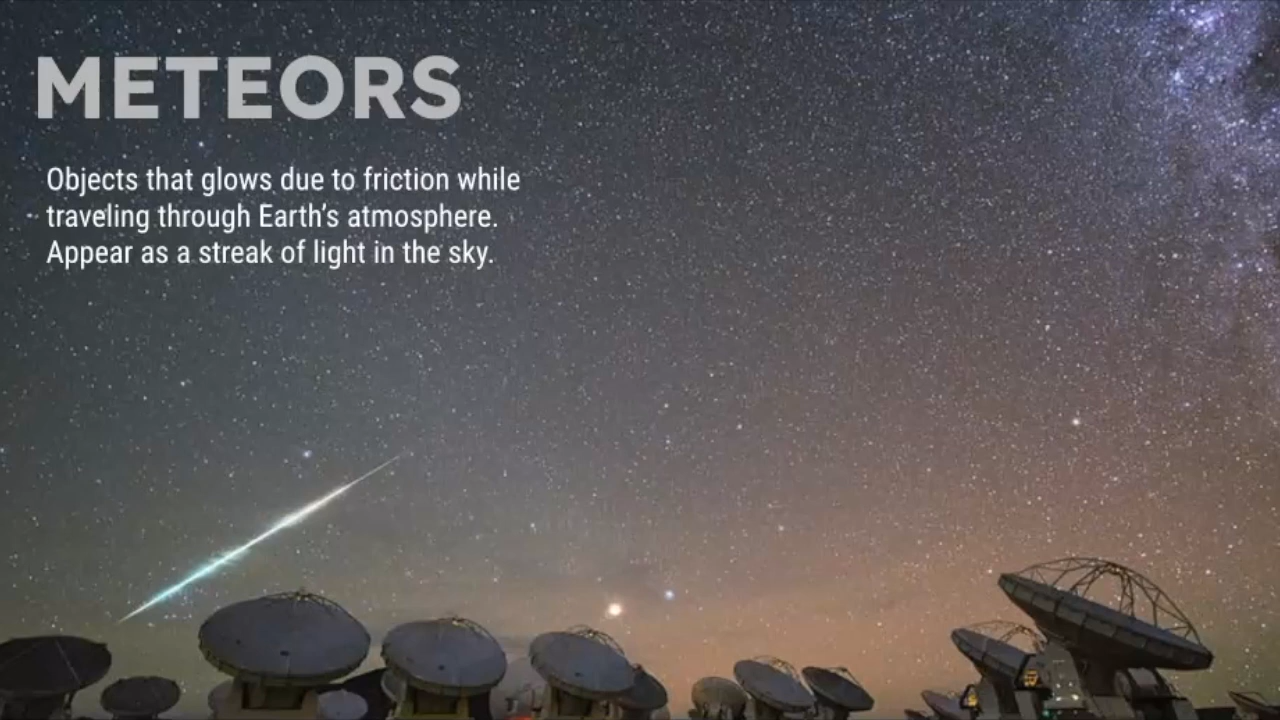 METEORS
Objects that glows due to friction while
traveling through Earth’s atmosphere.
Appear as a streak of light in the sky.